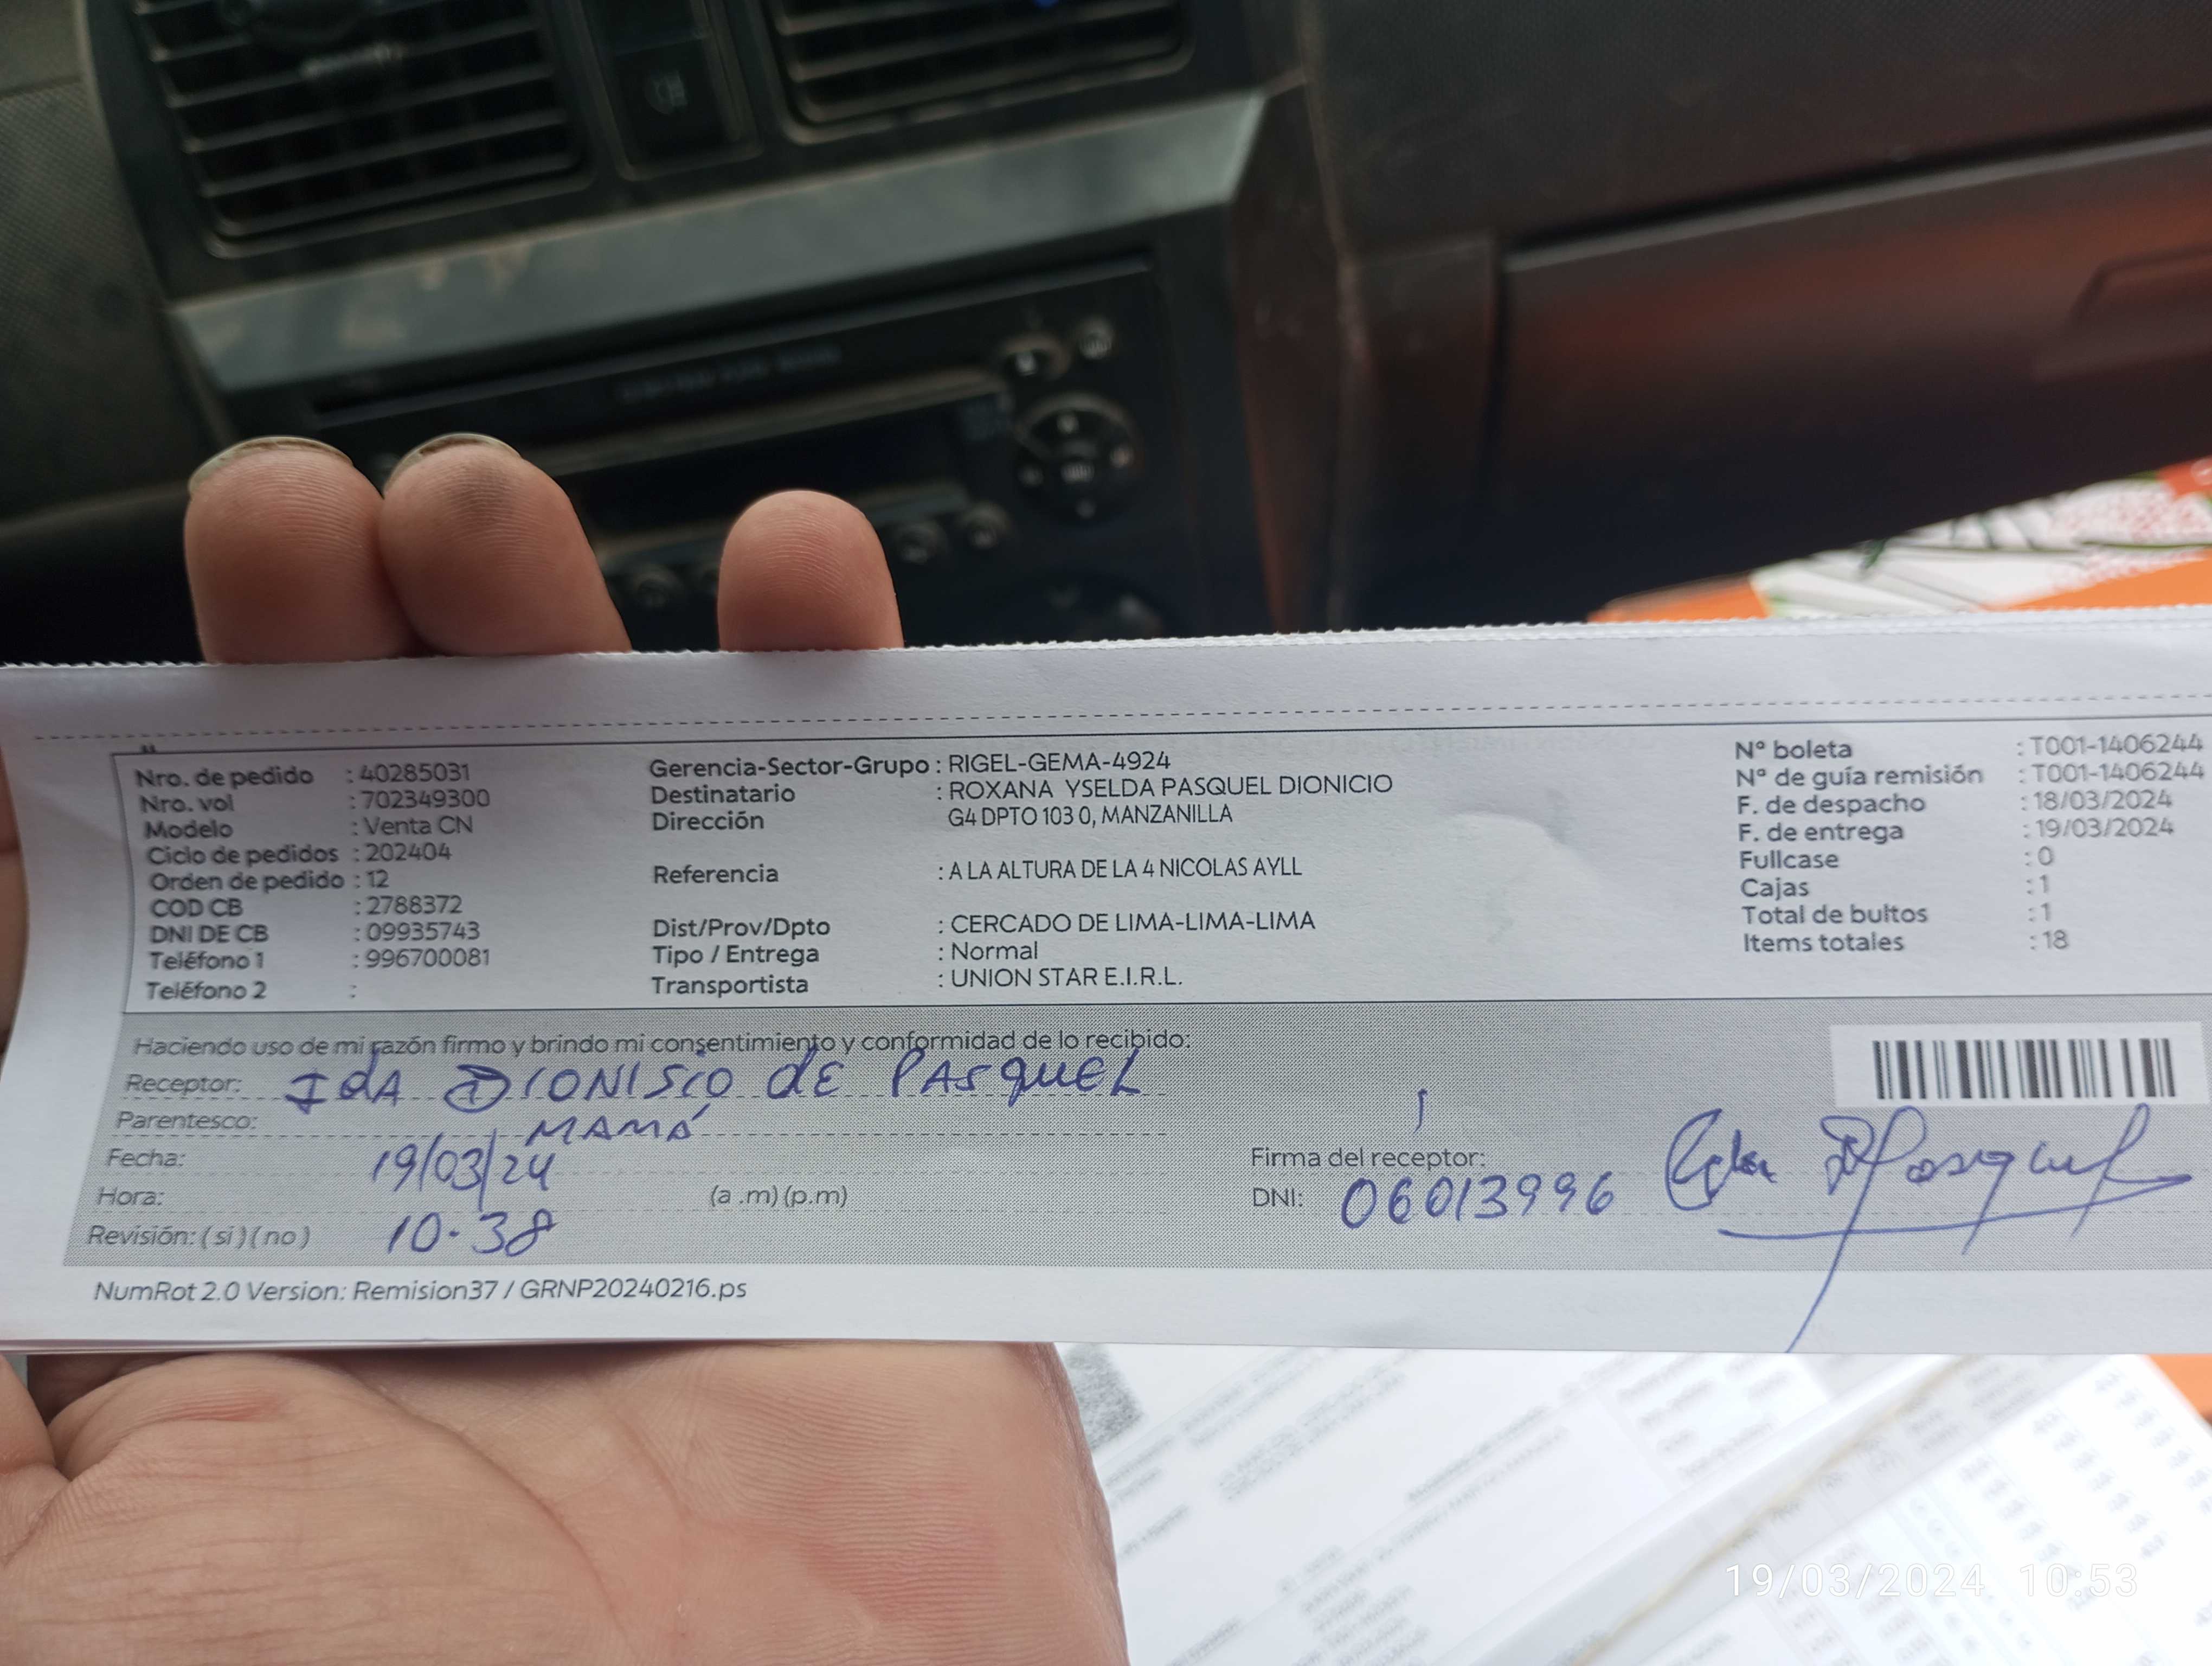 Nro. de pedido : 40285031
Nro. vol : 702349300
Modelo : Venta CN
Ciclo de pedidos : 202404
Orden de pedido : 12
COD CB : 2788372
DNI DE CB : 09935743
Teléfono 1 : 996700081
Teléfono 2 :
Gerencia-Sector-Grupo : RIGEL-GEMA-4924
Destinatario : ROXANA YSELDA PASQUEL DIONICIO
Dirección G4 DPTO 103 0, MANZANILLA
Referencia : A LA ALTURA DE LA 4 NICOLAS AYLL
Dist/Prov/Dpto : CERCADO DE LIMA-LIMA-LIMA
Tipo / Entrega : Normal
Transportista : UNION STAR E.I.R.L.
Nº boleta : T001-1406244
Nº de guía remisión : T001-1406244
F. de despacho : 18/03/2024
F. de entrega : 19/03/2024
Fullcase : 0
Cajas : 1
Total de bultos : 1
Items totales : 18
Haciendo uso de mi razón firmo y brindo mi consentimiento y conformidad de lo recibido:
Receptor: IdA DIONISIO dE PASquEL
Parentesco: MAMÁ
Fecha: 19/03/24
Hora: (a .m) (p.m)
Revisión: ( si ) ( no ) 10.38
Firma del receptor: Ida D Pasquel
DNI: 06013996
NumRot 2.0 Version: Remision37 / GRNP20240216.ps
19/03/2024 10:53